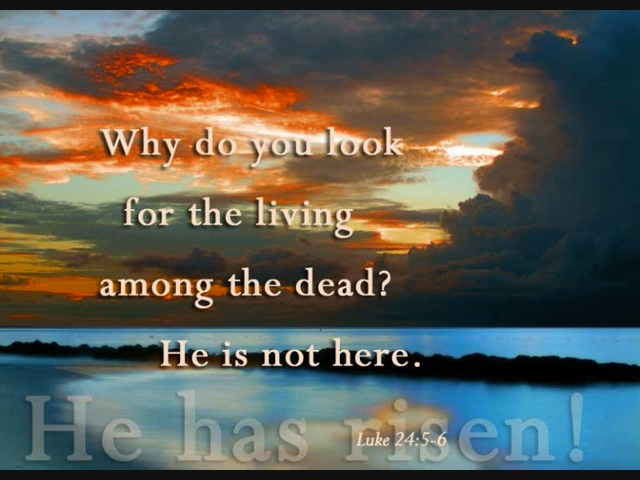 Why do you look
for the living
among the dead?
He is not here.
He has risen!
Luke 24:5-6